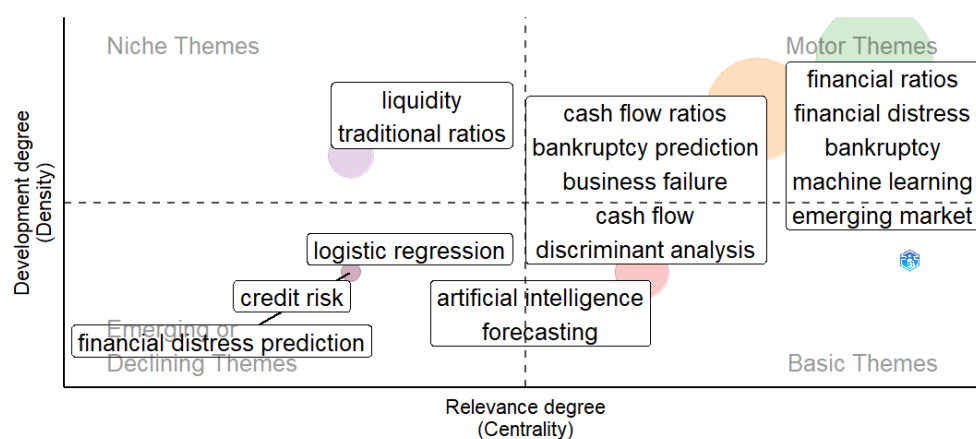 Niche Themes
Motor Themes
liquidity
traditional ratios
cash flow ratios
bankruptcy prediction
business failure
cash flow
discriminant analysis
financial ratios
financial distress
bankruptcy
machine learning
emerging market
logistic regression
credit risk
financial distress prediction
artificial intelligence
forecasting
Emerging or
Declining Themes
Basic Themes
Development degree
(Density)
Relevance degree
(Centrality)